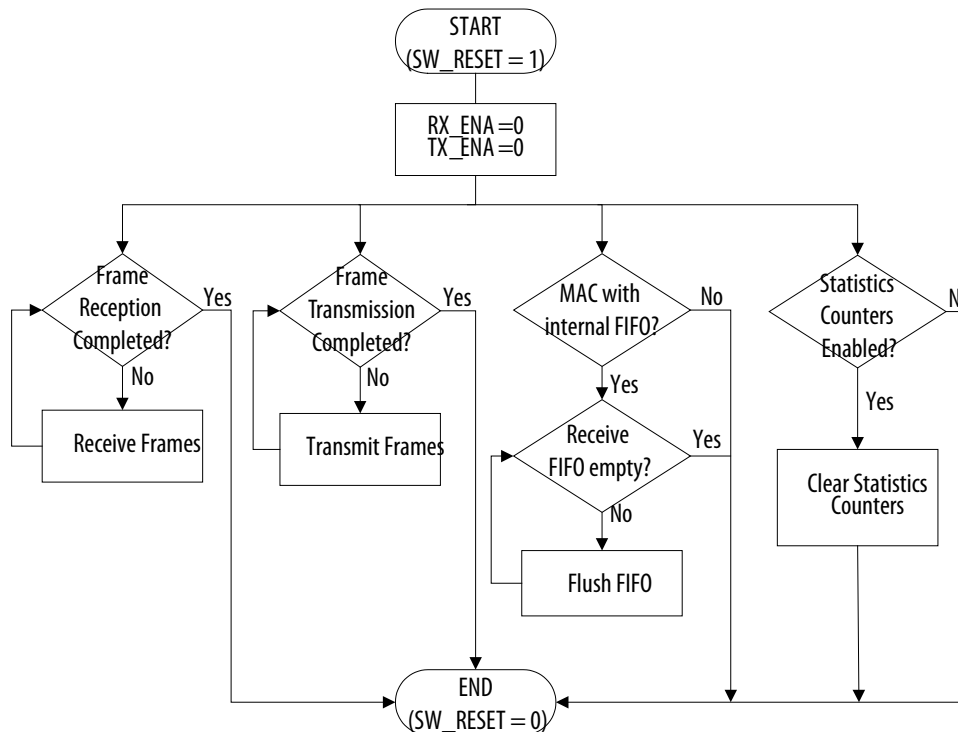 START
(SW_RESET = 1)
RX_ENA =0
TX_ENA =0
Frame
Reception
Completed?
Yes
No
Receive Frames
Frame
Transmission
Completed?
Yes
No
Transmit Frames
MAC with
internal FIFO?
No
Yes
Receive
FIFO empty?
Yes
No
Flush FIFO
Statistics
Counters
Enabled?
Yes
Clear Statistics
Counters
END
(SW_RESET = 0)